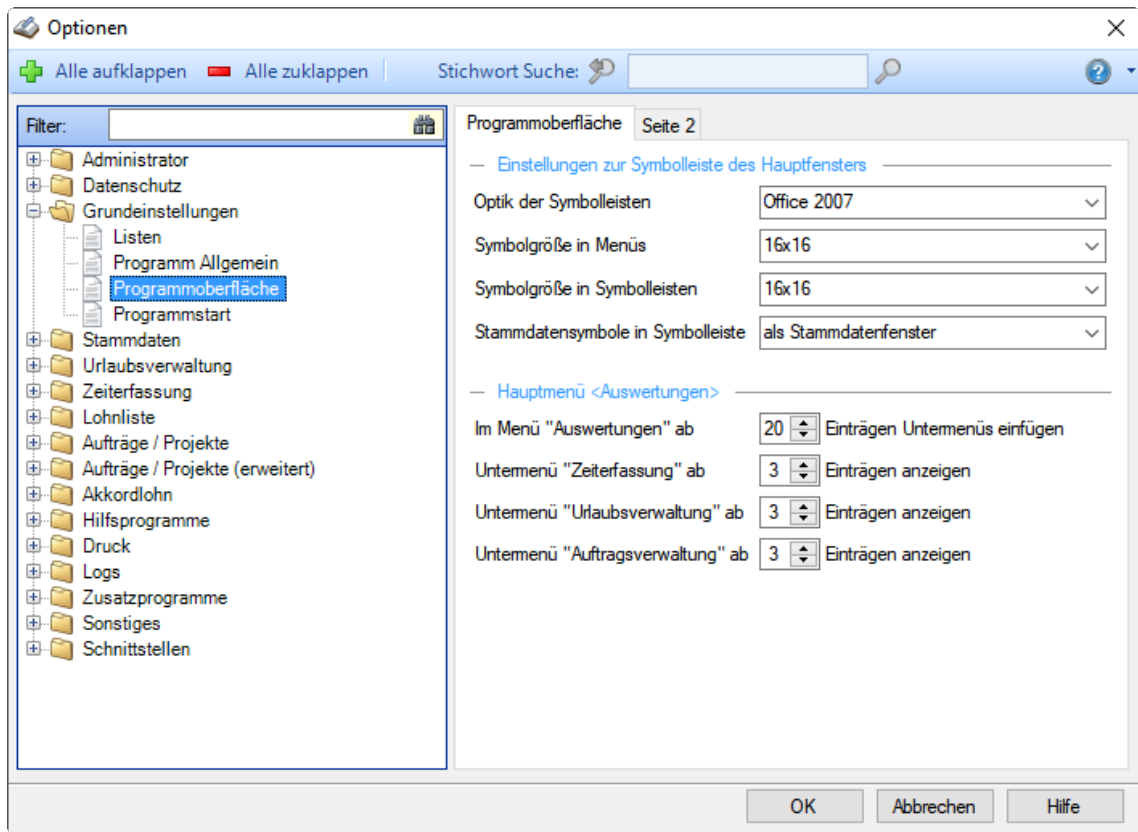 Optionen
Alle aufklappen Alle zuklappen Stichwort Suche:
Filter:
Administrator
Datenschutz
Grundeinstellungen
Listen
Programm Allgemein
Programmoberfläche
Programmstart
Stammdaten
Urlaubsverwaltung
Zeiterfassung
Lohnliste
Aufträge / Projekte
Aufträge / Projekte (erweitert)
Akkordlohn
Hilfsprogramme
Druck
Logs
Zusatzprogramme
Sonstiges
Schnittstellen
Programmoberfläche Seite 2
Einstellungen zur Symbolleiste des Hauptfensters
Optik der Symbolleisten Office 2007
Symbolgröße in Menüs 16x16
Symbolgröße in Symbolleisten 16x16
Stammdatensymbole in Symbolleiste als Stammdatenfenster
Hauptmenü <Auswertungen>
Im Menü "Auswertungen" ab 20 Einträgen Untermenüs einfügen
Untermenü "Zeiterfassung" ab 3 Einträgen anzeigen
Untermenü "Urlaubsverwaltung" ab 3 Einträgen anzeigen
Untermenü "Auftragsverwaltung" ab 3 Einträgen anzeigen
OK Abbrechen Hilfe